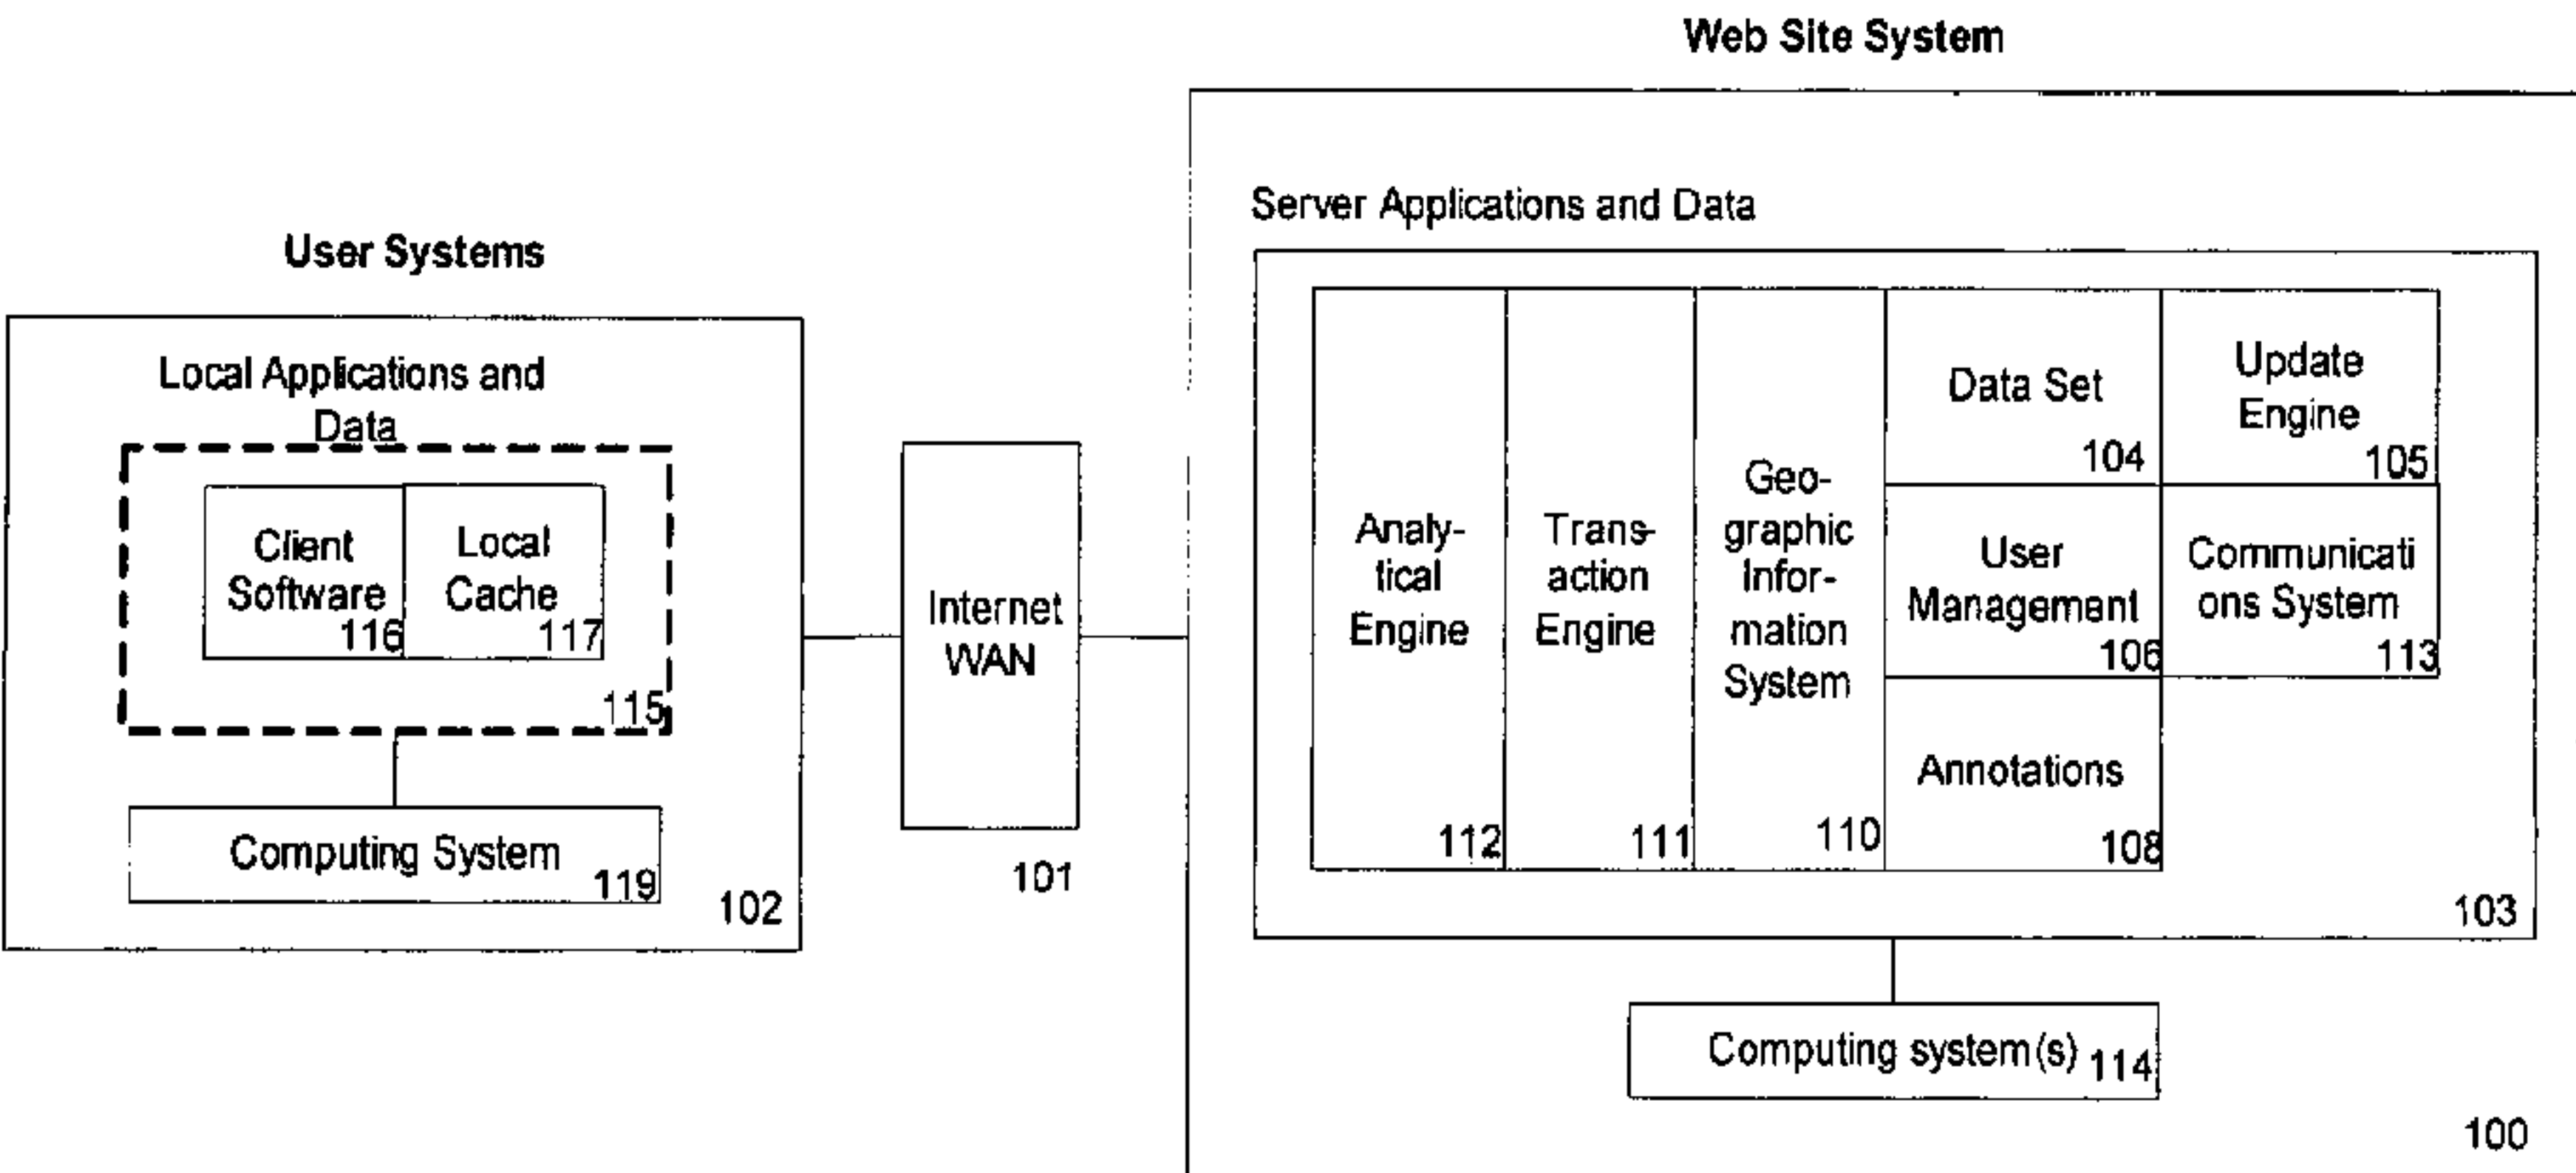 Web Site System
User Systems
Local Applications and
Data
Client
Software
116
Local
Cache
117
115
Computing System
119
102
Internet
WAN
101
Server Applications and Data
Analy-
tical
Engine
112
Trans-
action
Engine
111
Geo-
graphic
Infor-
mation
System
110
Data Set
104
Update
Engine
105
User
Management
106
Communicati
ons System
113
Annotations
108
103
Computing system(s)
114
100